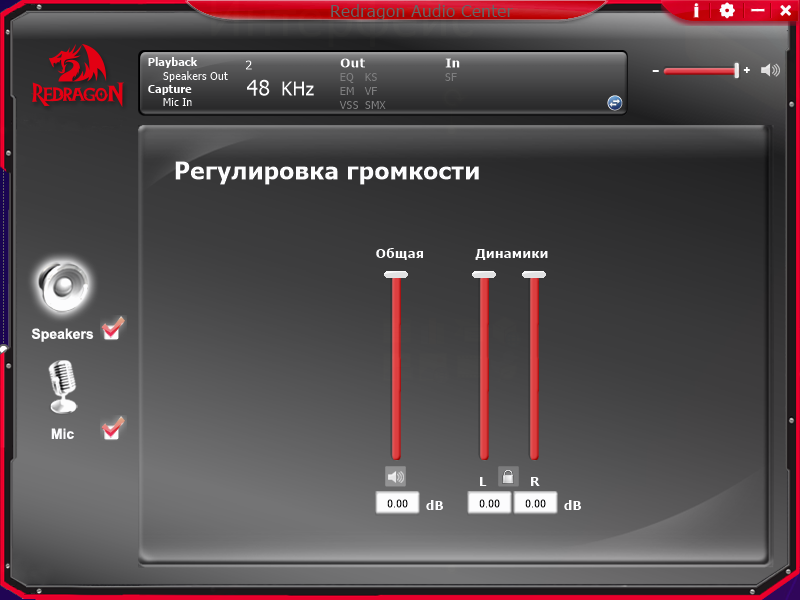 Redragon Audio Center
REDRAGON
Playback
Speakers Out
Capture
Mic In
2
48 KHz
Out
EQ KS
EM VF
VSS SMX
In
SF
Регулировка громкости
Общая
Динамики
Speakers
Mic
L R
0.00 dB
0.00 0.00 dB